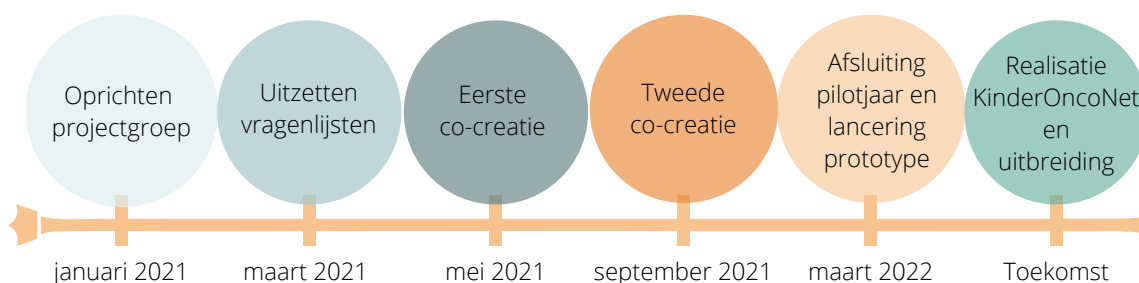 Oprichten
projectgroep
Uitzetten
vragenlijsten
Eerste
co-creatie
Tweede
co-creatie
Afsluiting
pilotjaar en
lancering
prototype
Realisatie
KinderOncoNet
en
uitbreiding
januari 2021
maart 2021
mei 2021
september 2021
maart 2022
Toekomst